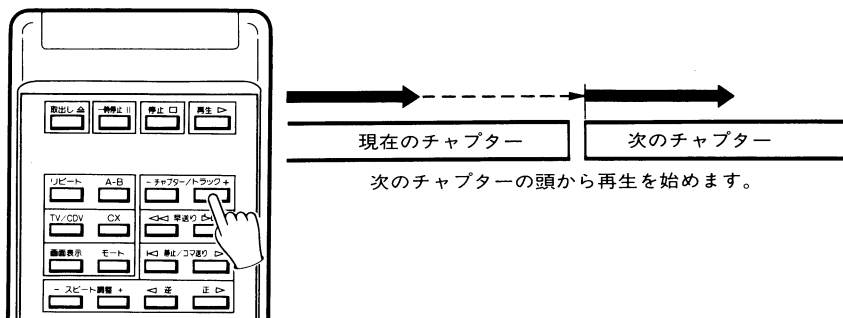 取出し ≙ 一時停止 II 停止 □ 再生 ▷
リピート A-B - チャプター/トラック +
TV/CDV CX ◁◁ 早送り ▷▷
画面表示 モード I◁ 静止/コマ送り ▷
- スピード調整 + ◁ 逆 正 ▷
現在のチャプター 次のチャプター
次のチャプターの頭から再生を始めます。